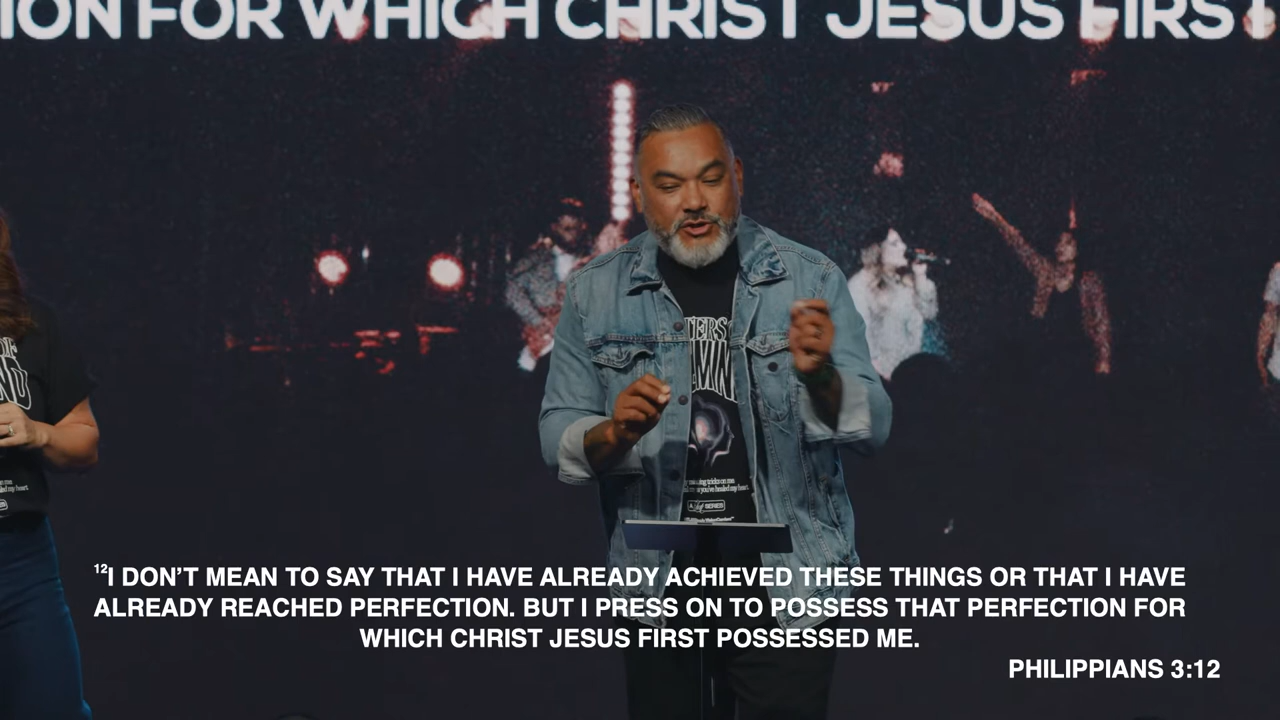 ION FOR WHICH CHRIST JESUS FIRST
¹²I DON'T MEAN TO SAY THAT I HAVE ALREADY ACHIEVED THESE THINGS OR THAT I HAVE
ALREADY REACHED PERFECTION. BUT I PRESS ON TO POSSESS THAT PERFECTION FOR
WHICH CHRIST JESUS FIRST POSSESSED ME.
PHILIPPIANS 3:12